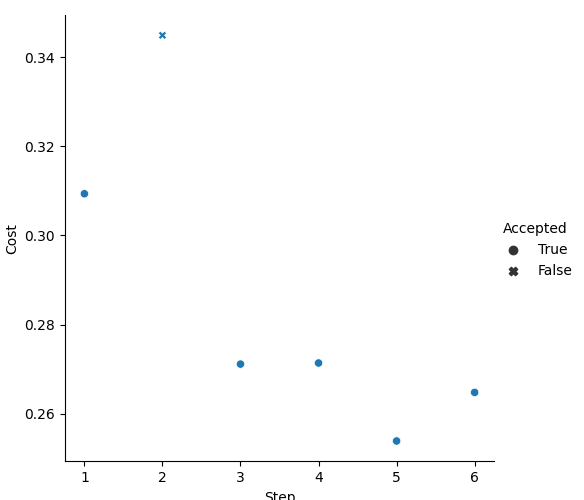 0.34
0.32
0.30
0.28
0.26
Cost
1 2 3 4 5 6
Step
Accepted
True
False